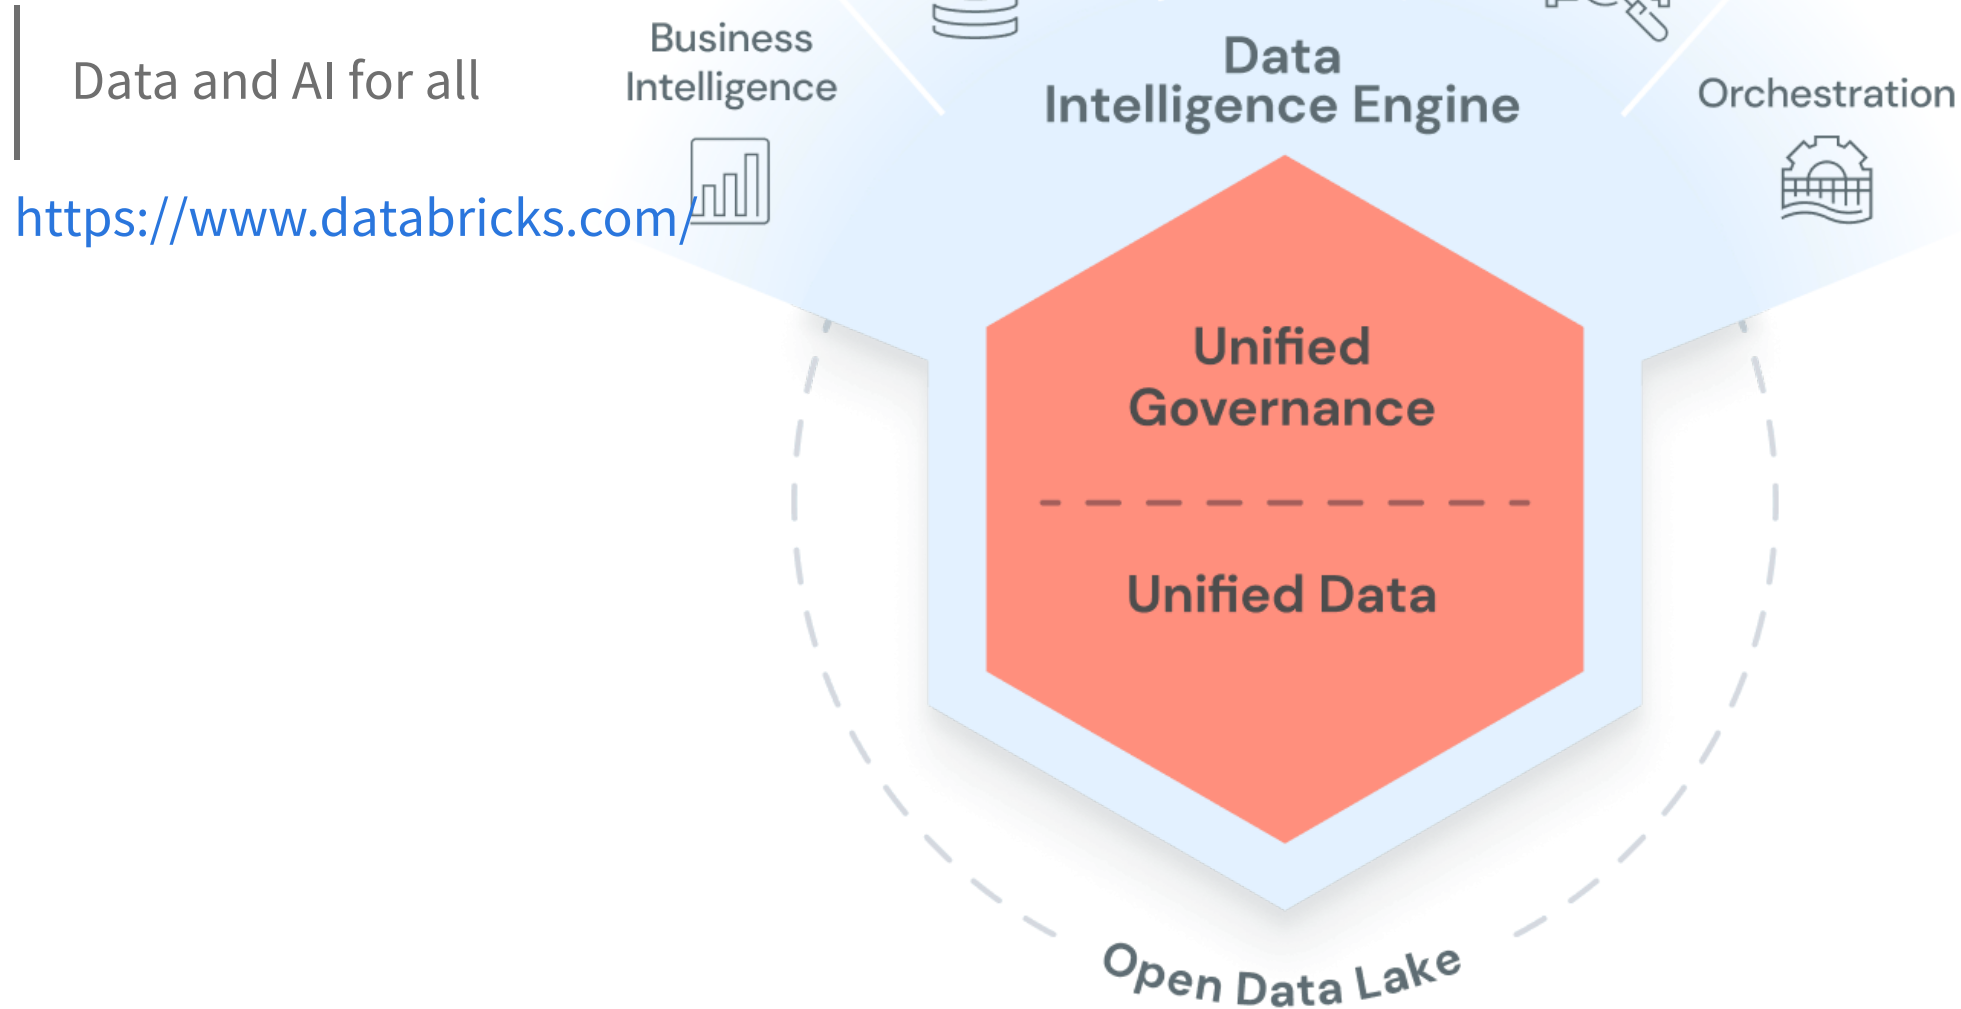 Data and AI for all
https://www.databricks.com/
Business
Intelligence
Data
Intelligence Engine
Orchestration
Unified
Governance
Unified Data
Open Data Lake